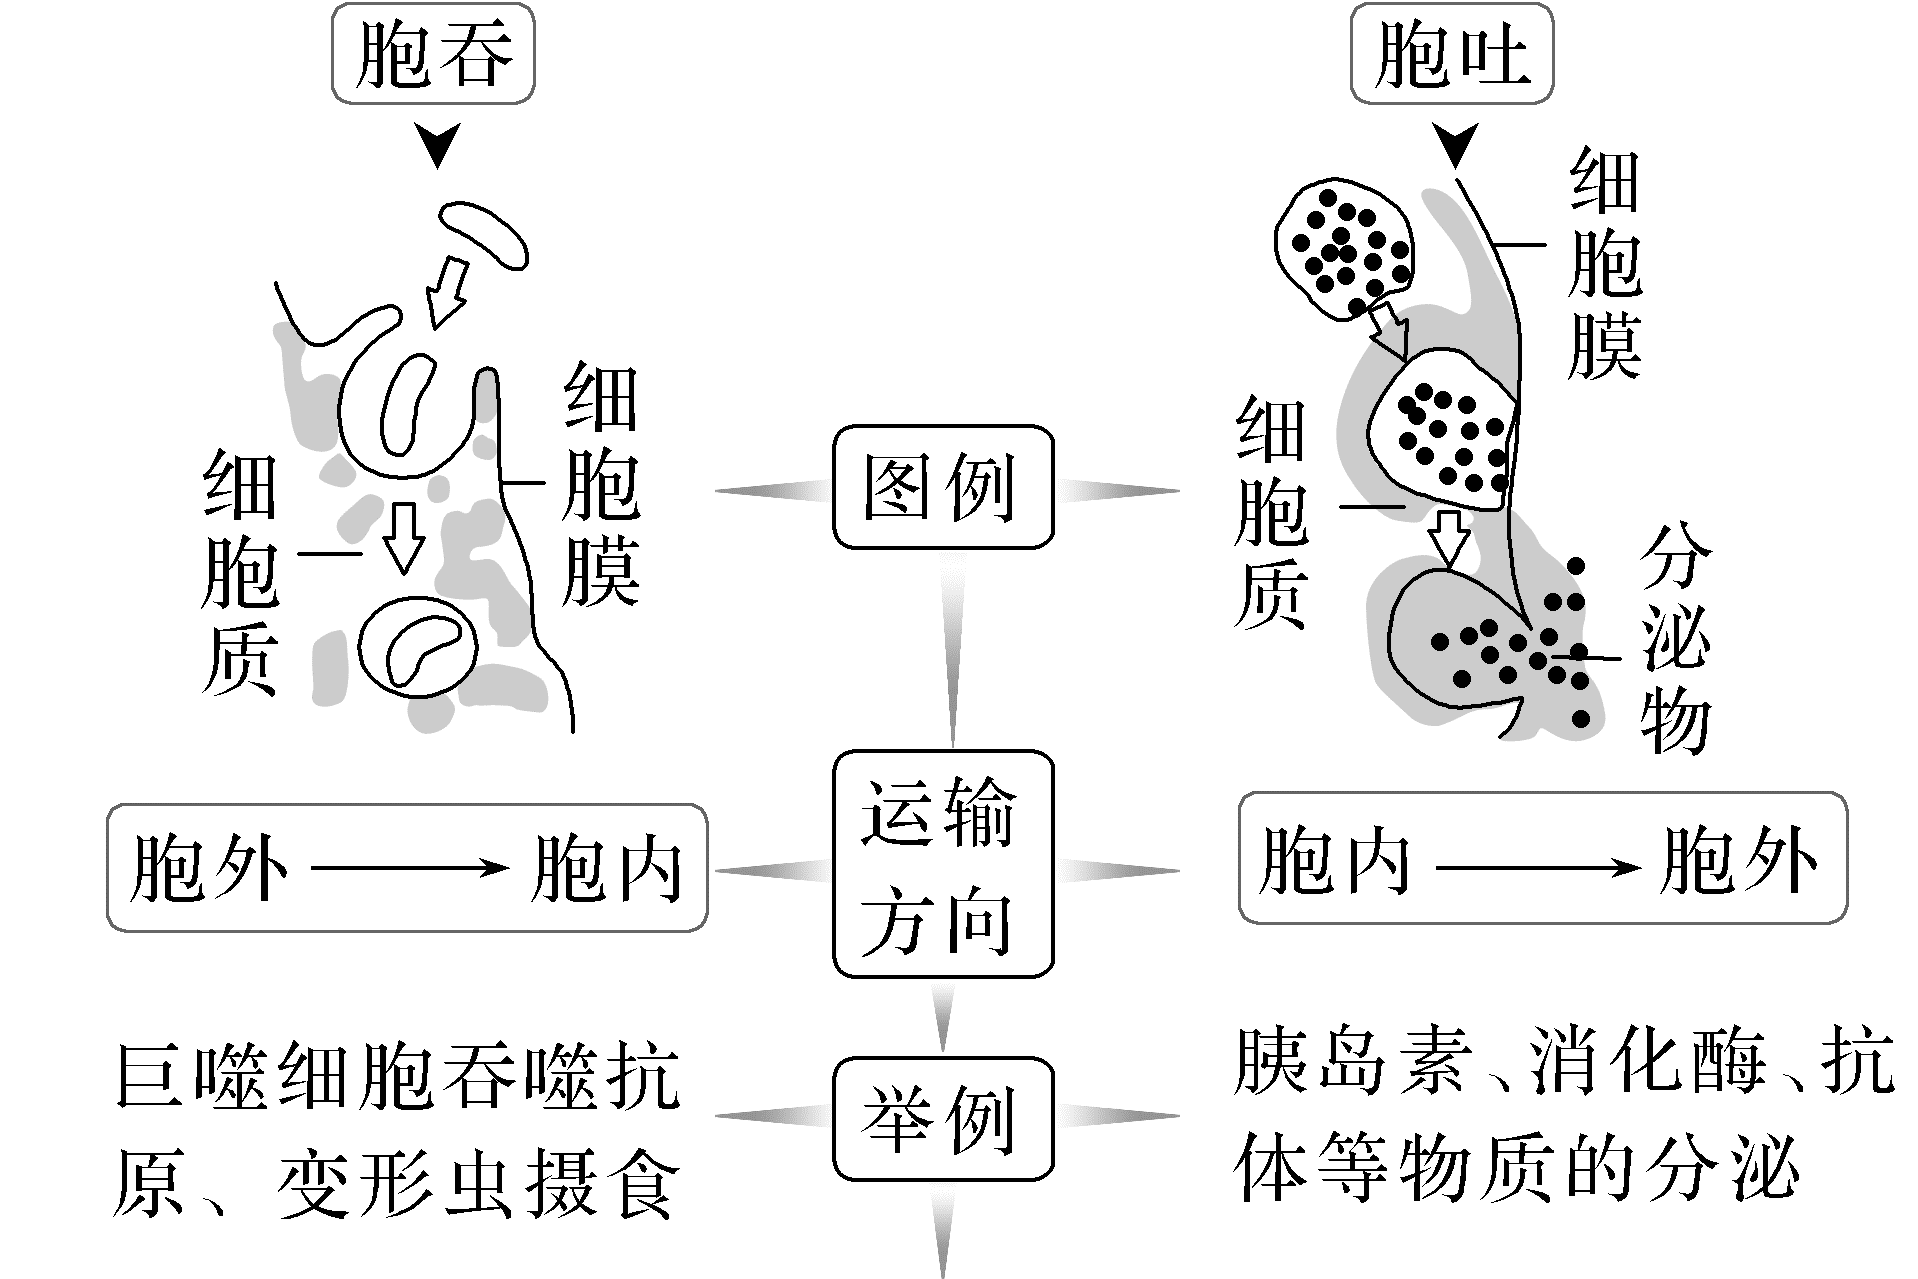 胞吞
胞吐
细胞质
细胞膜
图例
细胞质
细胞膜
分泌物
胞外
胞内
运输
方向
胞内
胞外
巨噬细胞吞噬抗
原、变形虫摄食
举例
胰岛素、消化酶、抗
体等物质的分泌